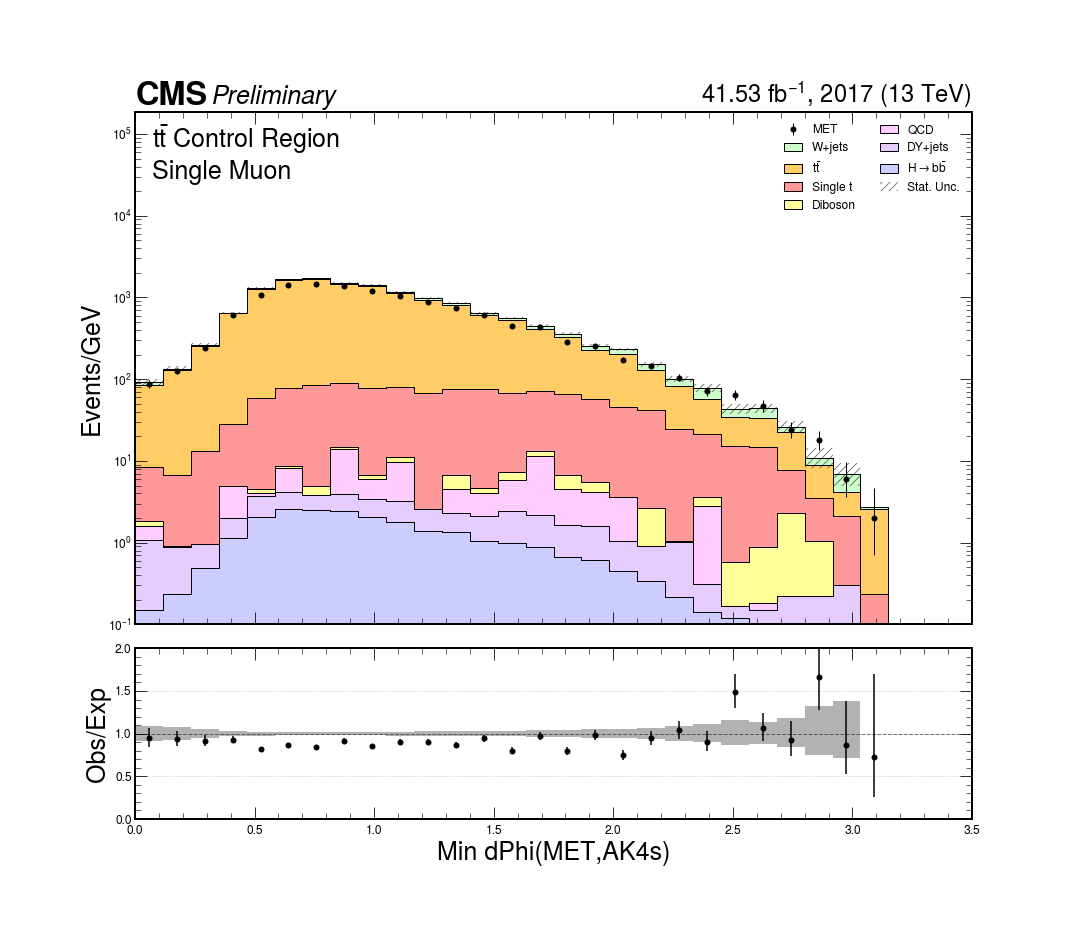 CMS Preliminary
41.53 fb⁻¹, 2017 (13 TeV)
tt̄ Control Region
Single Muon
MET
W+jets
tt̄
Single t
Diboson
QCD
DY+jets
H→bb̄
Stat. Unc.
Events/GeV
10⁵
10⁴
10³
10²
10¹
10⁰
10⁻¹
Obs/Exp
2.0
1.5
1.0
0.5
0.0
0.0 0.5 1.0 1.5 2.0 2.5 3.0 3.5
Min dPhi(MET,AK4s)